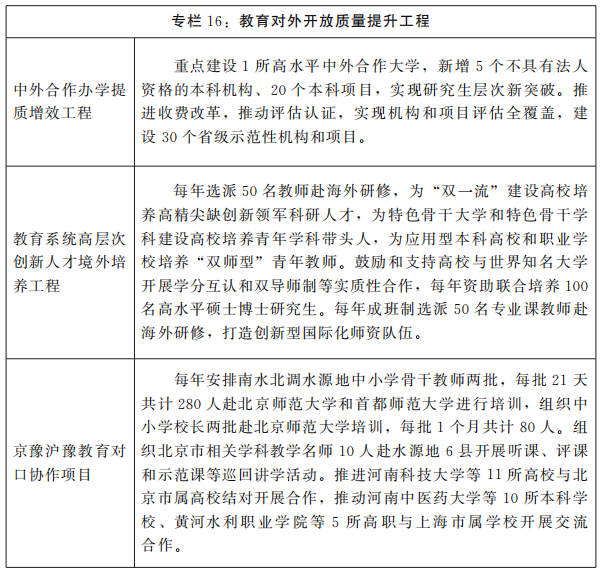 专栏 16：教育对外开放质量提升工程
中外合作办学提
质增效工程
重点建设 1 所高水平中外合作大学，新增 5 个不具有法人
资格的本科机构、20 个本科项目，实现研究生层次新突破。推
进收费改革，推动评估认证，实现机构和项目评估全覆盖，建
设 30 个省级示范性机构和项目。
教育系统高层次
创新人才境外培
养工程
每年选派 50 名教师赴海外研修，为“双一流”建设高校培
养高精尖缺创新领军科研人才，为特色骨干大学和特色骨干学
科建设高校培养青年学科带头人，为应用型本科高校和职业学
校培养“双师型”青年教师。鼓励和支持高校与世界知名大学
开展学分互认和双导师制等实质性合作，每年资助联合培养 100
名高水平硕士博士研究生。每年成班制选派 50 名专业课教师赴
海外研修，打造创新型国际化师资队伍。
京豫沪豫教育对
口协作项目
每年安排南水北调水源地中小学骨干教师两批，每批 21 天
共计 280 人赴北京师范大学和首都师范大学进行培训，组织中
小学校长两批赴北京师范大学培训，每批 1 个月共计 80 人。组
织北京市相关学科教学名师 10 人赴水源地 6 县开展听课、评课
和示范课等巡回讲学活动。推进河南科技大学等 11 所高校与北
京市属高校结对开展合作，推动河南中医药大学等 10 所本科学
校、黄河水利职业学院等 5 所高职与上海市属学校开展交流
合作。